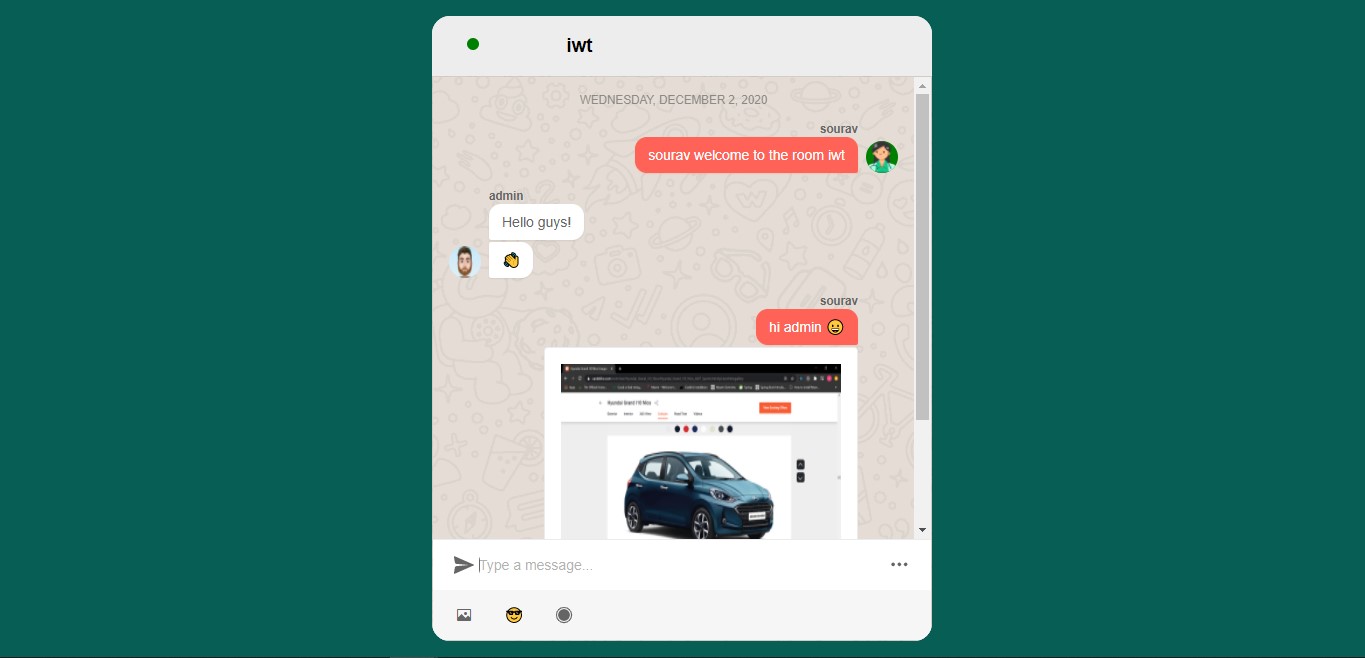 iwt
WEDNESDAY, DECEMBER 2, 2020
sourav
sourav welcome to the room iwt
admin
Hello guys!
sourav
hi admin 😀
Type a message...